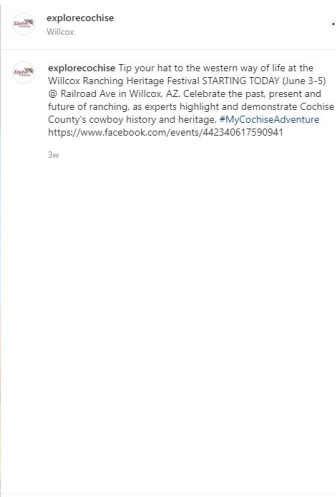 explorecochise
Willcox
explorecochise Tip your hat to the western way of life at the
Willcox Ranching Heritage Festival STARTING TODAY (June 3-5)
@ Railroad Ave in Willcox, AZ. Celebrate the past, present and
future of ranching, as experts highlight and demonstrate Cochise
County's cowboy history and heritage. #MyCochiseAdventure
https://www.facebook.com/events/442340617590941
3w